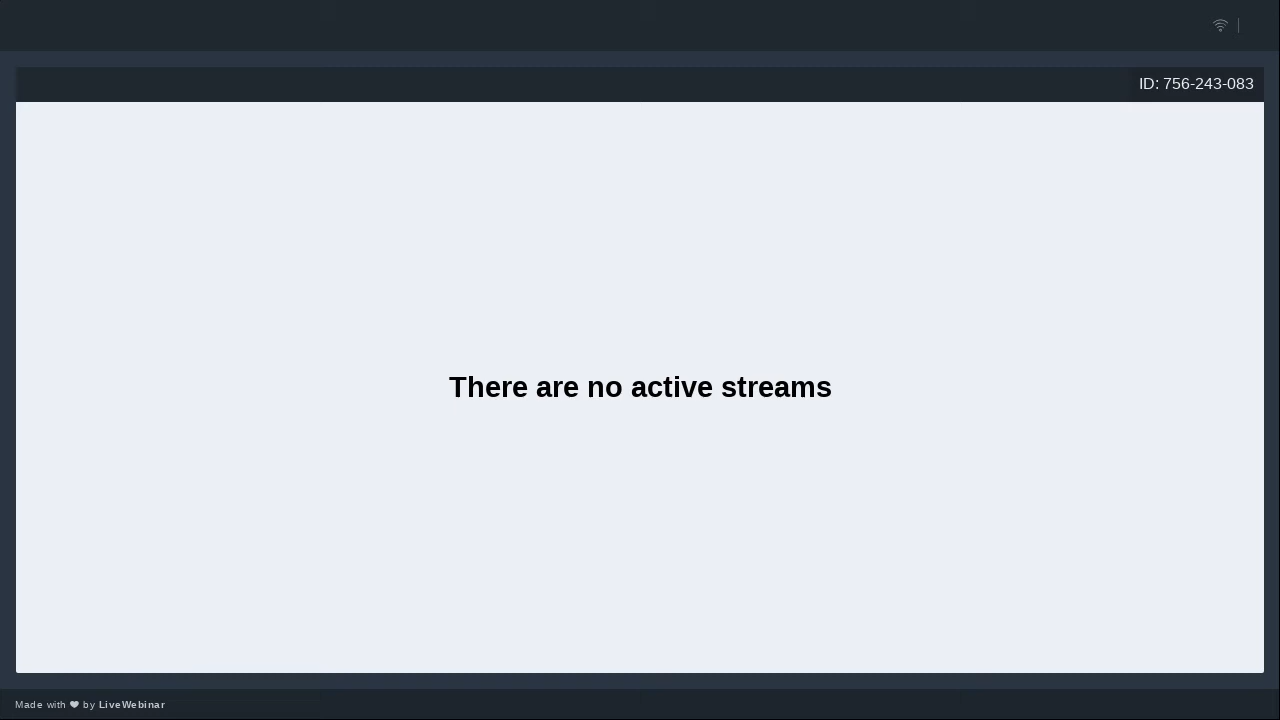 ID: 756-243-083
There are no active streams
Made with ❤ by LiveWebinar